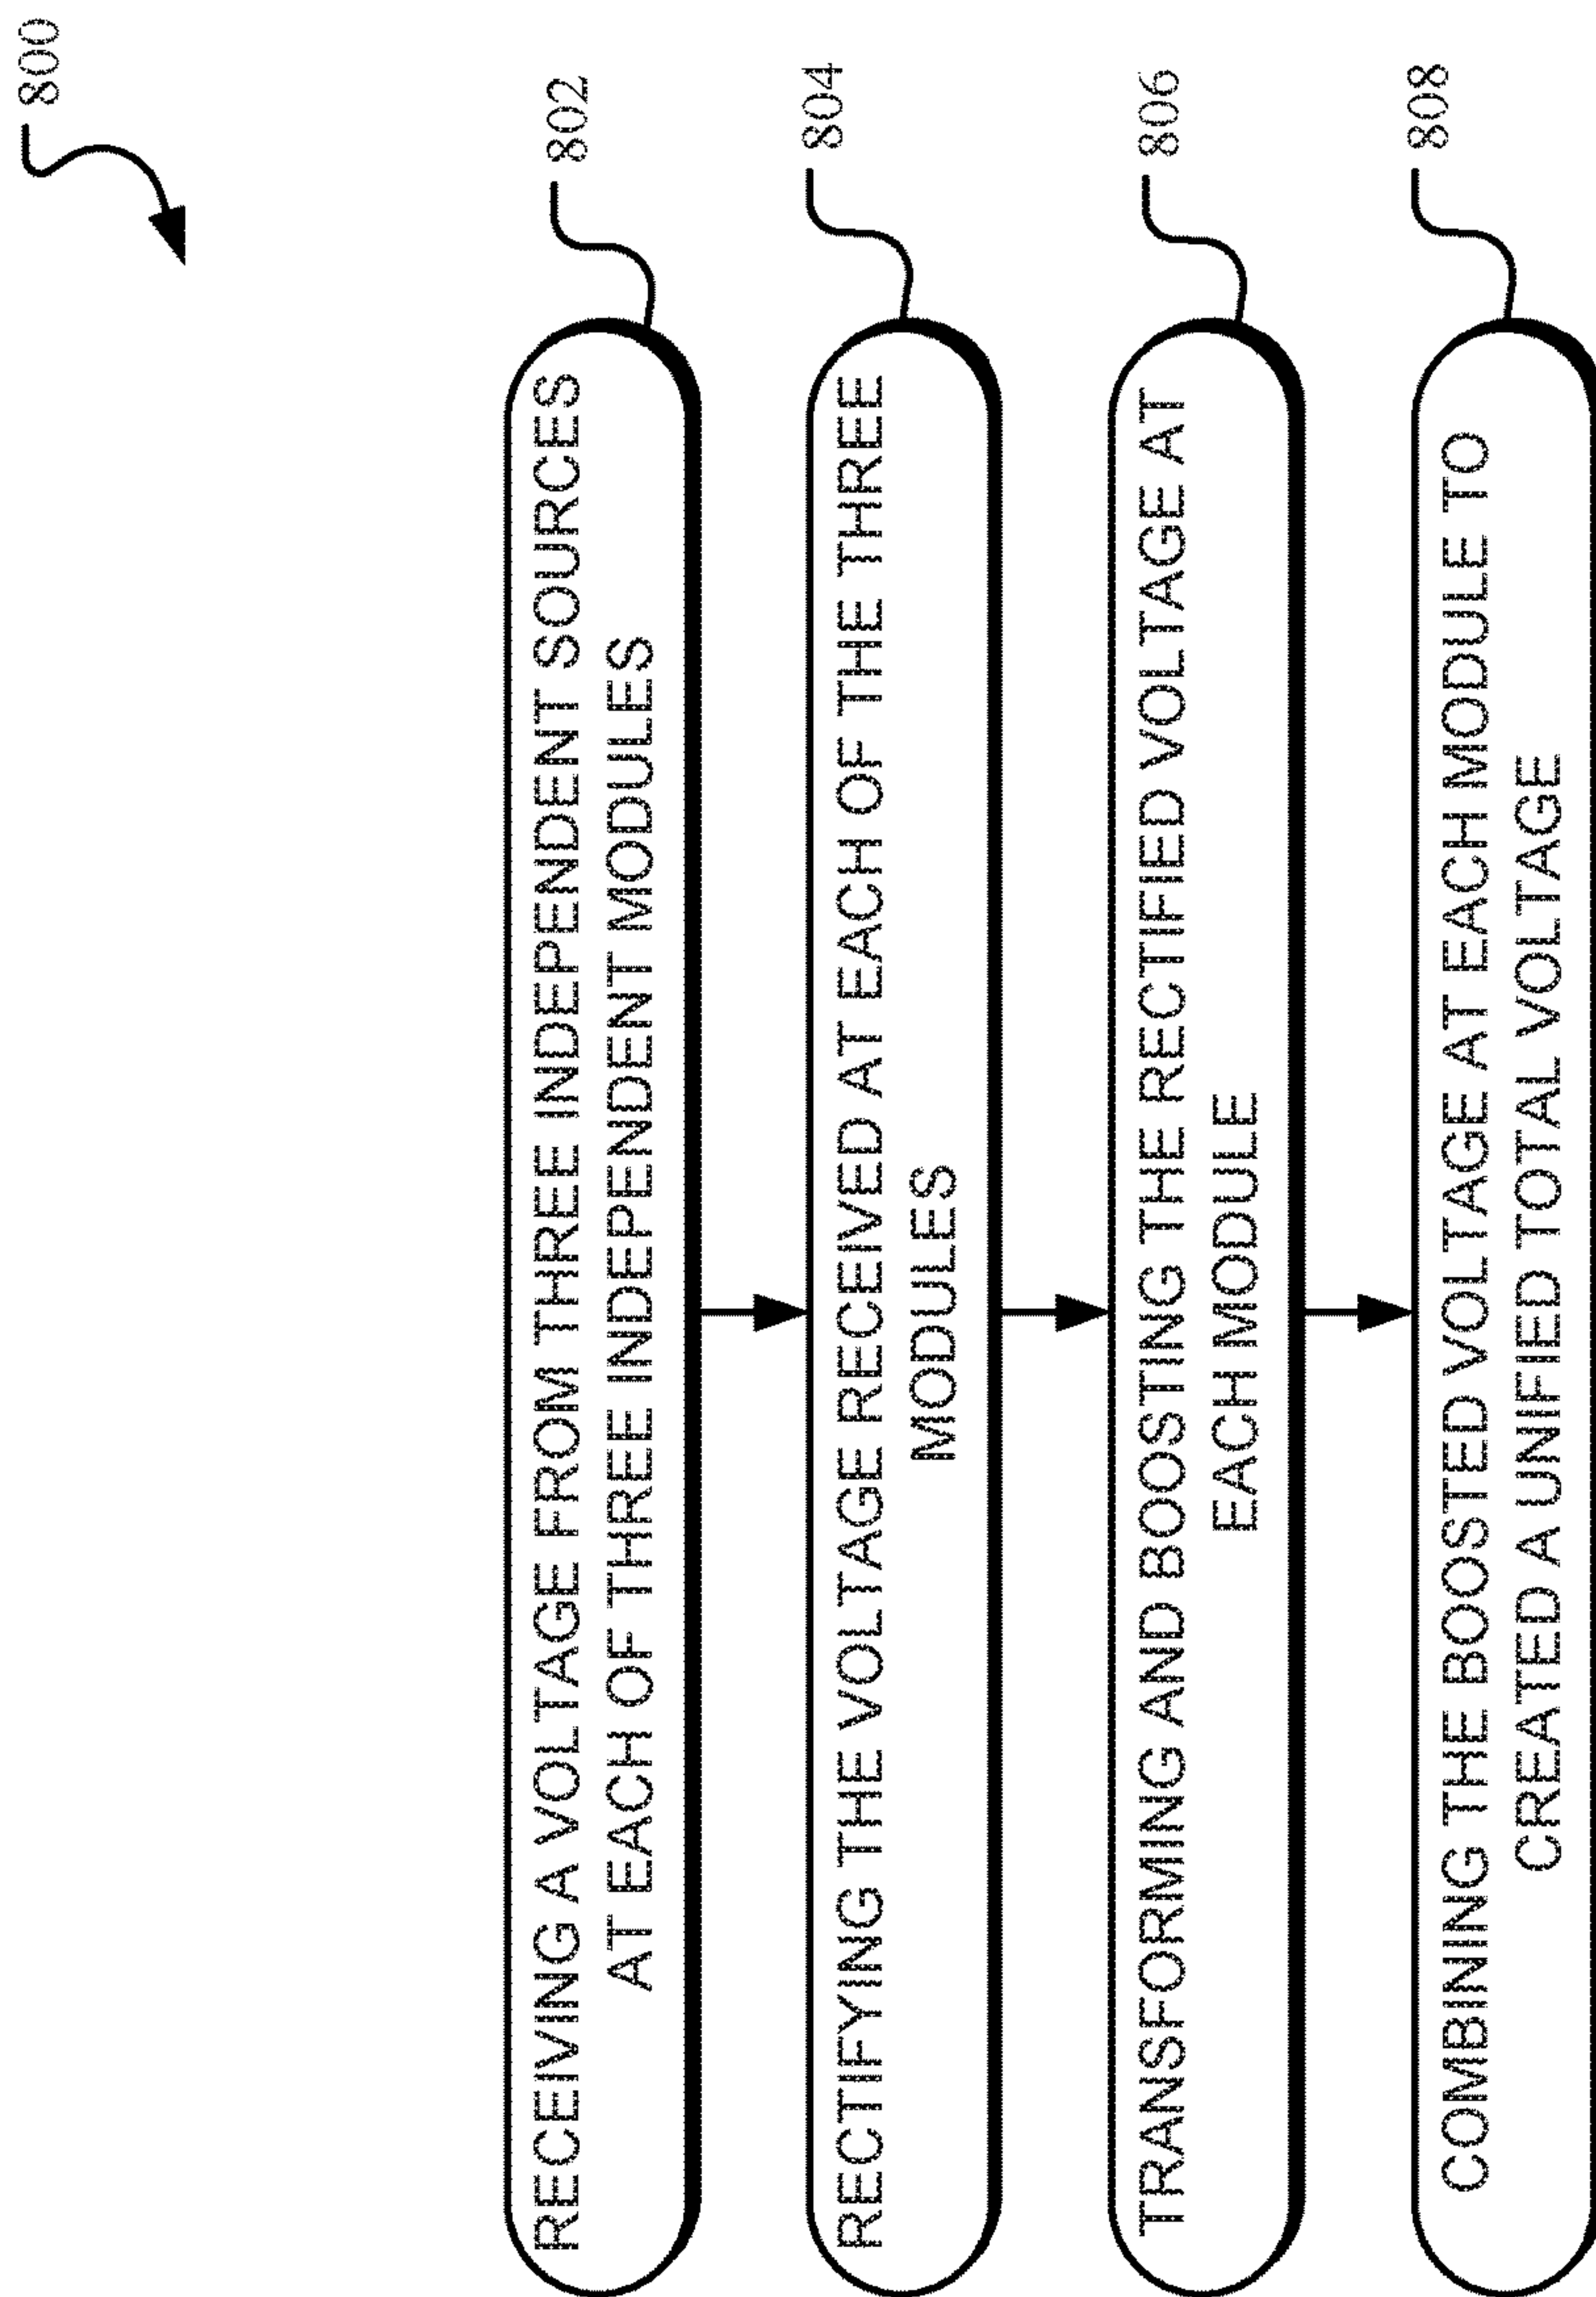 800
RECEIVING A VOLTAGE FROM THREE INDEPENDENT SOURCES
AT EACH OF THREE INDEPENDENT MODULES
802
RECTIFYING THE VOLTAGE RECEIVED AT EACH OF THE THREE
MODULES
804
TRANSFORMING AND BOOSTING THE RECTIFIED VOLTAGE AT
EACH MODULE
806
COMBINING THE BOOSTED VOLTAGE AT EACH MODULE TO
CREATED A UNIFIED TOTAL VOLTAGE
808